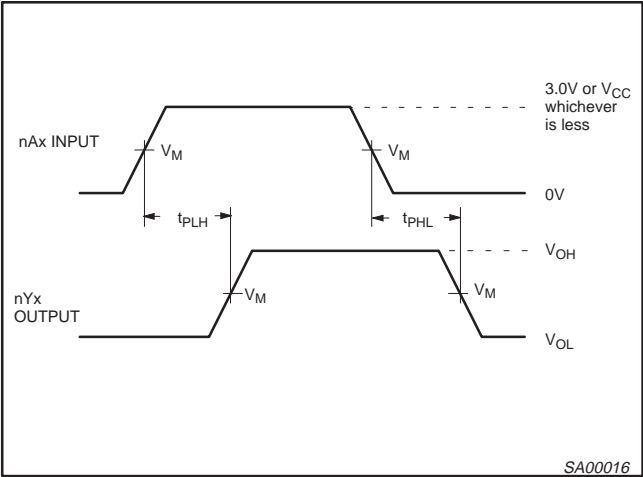 3.0V or VCC
whichever
is less
nAx INPUT
VM
VM
0V
tPLH
tPHL
VOH
nYx
OUTPUT
VM
VM
VOL
SA00016